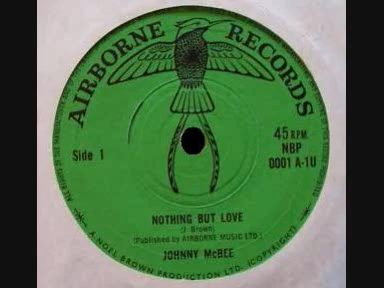 AIRBORNE RECORDS
Side 1
45 R.P.M.
NBP
0001 A-1U
NOTHING BUT LOVE
(J. Brown)
(Published by AIRBORNE MUSIC LTD.)
JOHNNY McBEE
A NOEL BROWN PRODUCTION LTD. (COPYRIGHT)